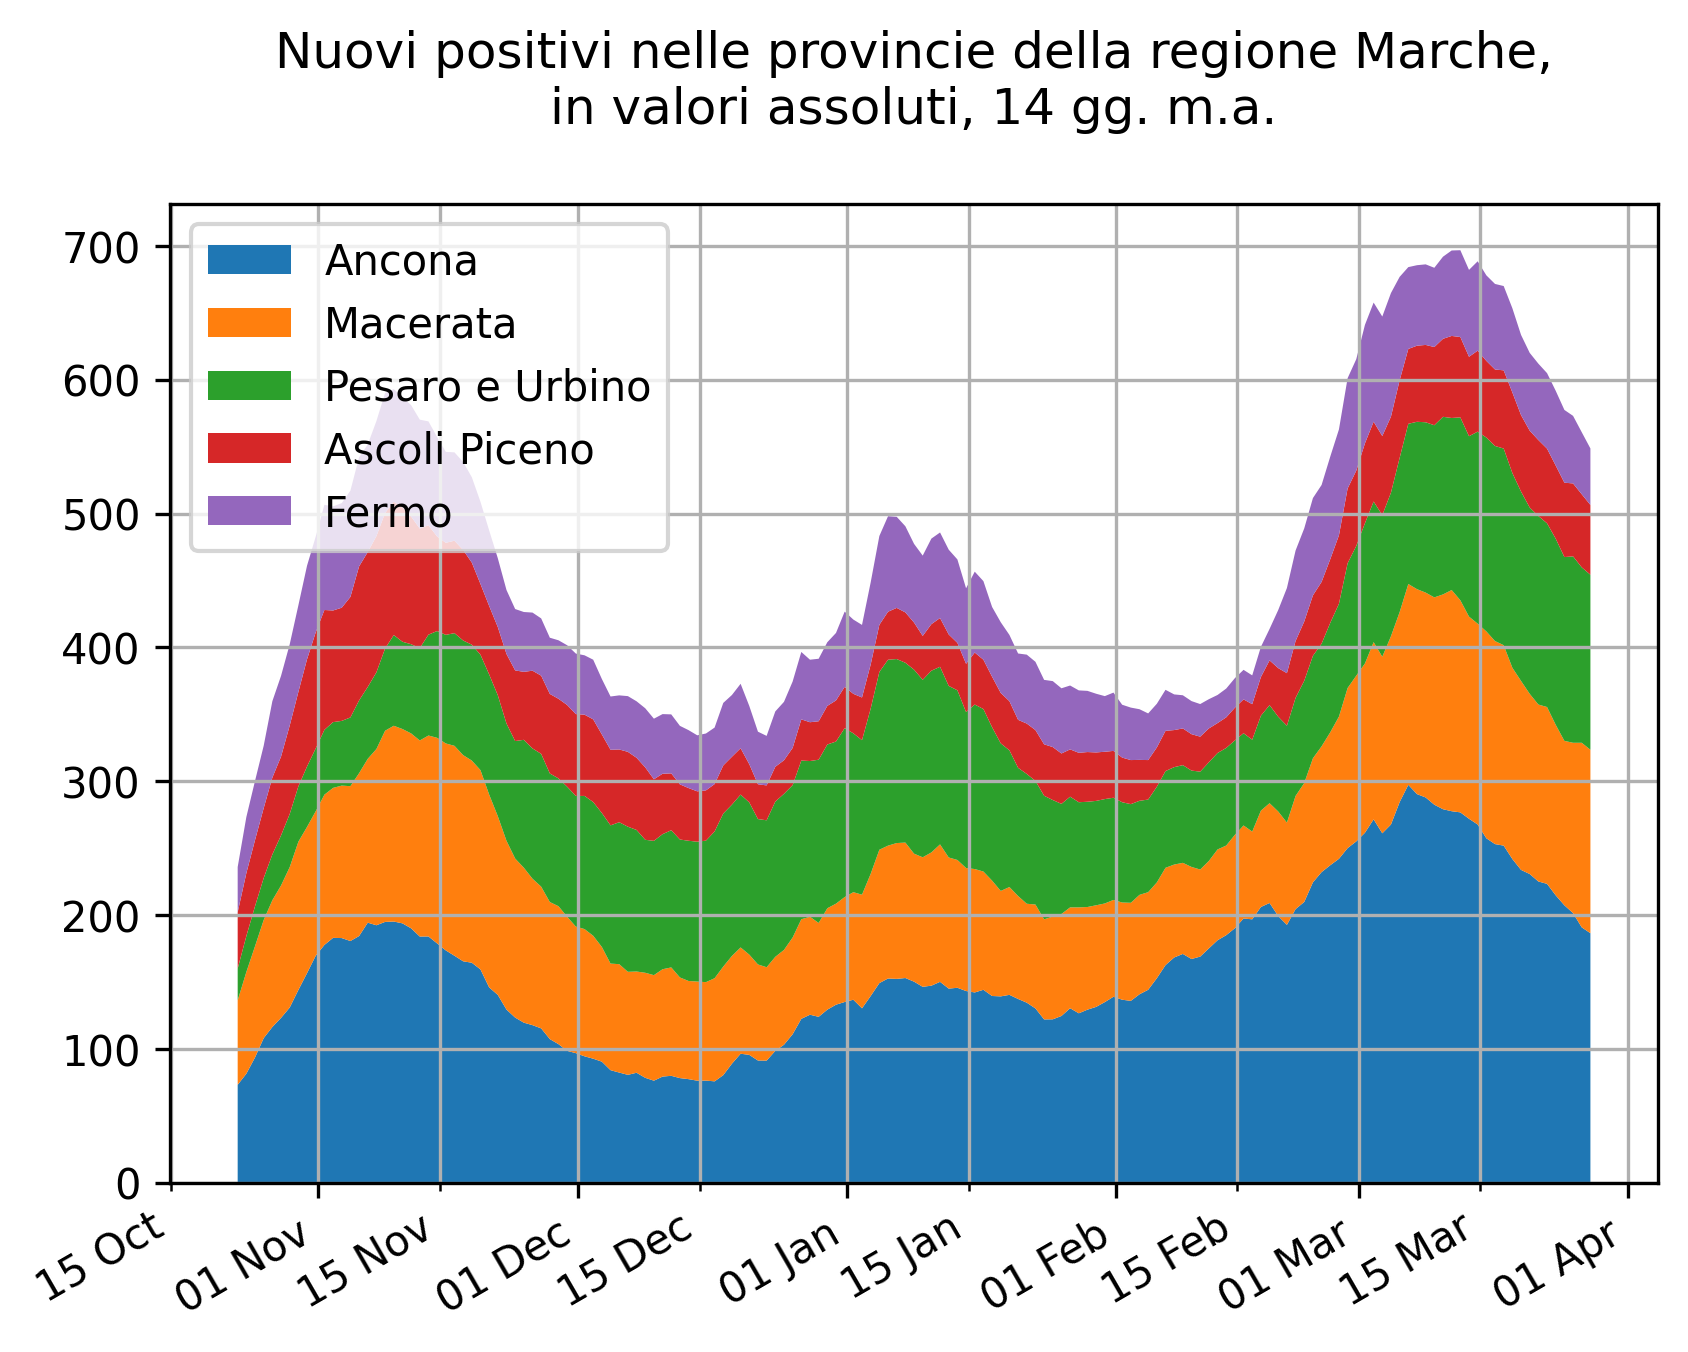 Nuovi positivi nelle provincie della regione Marche,
in valori assoluti, 14 gg. m.a.
700
600
500
400
300
200
100
0
Ancona
Macerata
Pesaro e Urbino
Ascoli Piceno
Fermo
15 Oct
01 Nov
15 Nov
01 Dec
15 Dec
01 Jan
15 Jan
01 Feb
15 Feb
01 Mar
15 Mar
01 Apr